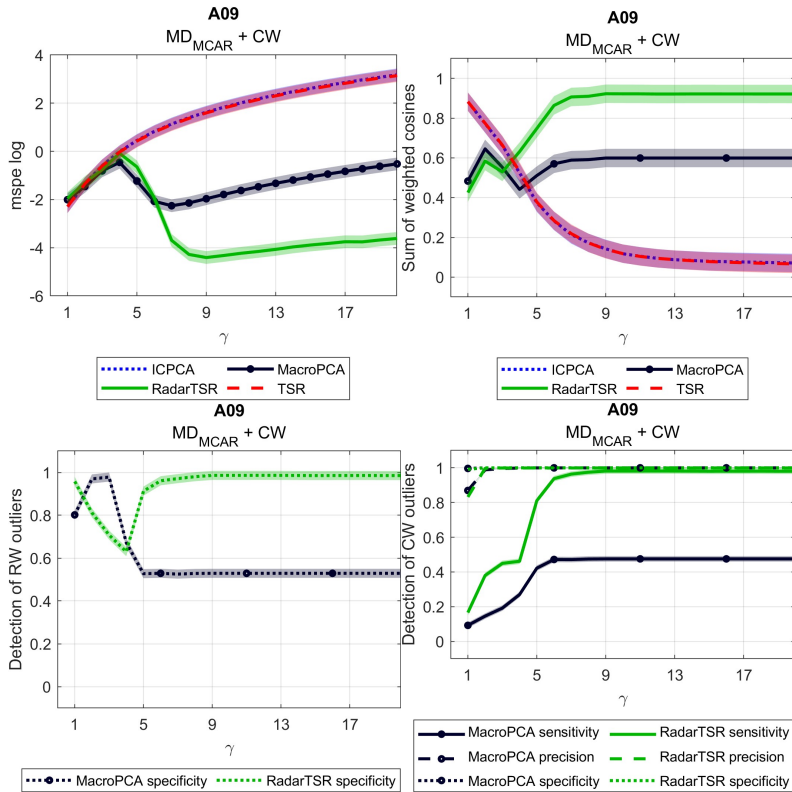 A09
MD_MCAR + CW
4
2
0
-2
-4
-6
mspe log
1 5 9 13 17
γ
ICPCA MacroPCA
RadarTSR TSR
A09
MD_MCAR + CW
1
0.8
0.6
0.4
0.2
0
Sum of weighted cosines
1 5 9 13 17
γ
ICPCA MacroPCA
RadarTSR TSR
A09
MD_MCAR + CW
1
0.8
0.6
0.4
0.2
0
Detection of RW outliers
1 5 9 13 17
γ
MacroPCA specificity RadarTSR specificity
A09
MD_MCAR + CW
1
0.8
0.6
0.4
0.2
0
Detection of CW outliers
1 5 9 13 17
γ
MacroPCA sensitivity RadarTSR sensitivity
MacroPCA precision RadarTSR precision
MacroPCA specificity RadarTSR specificity